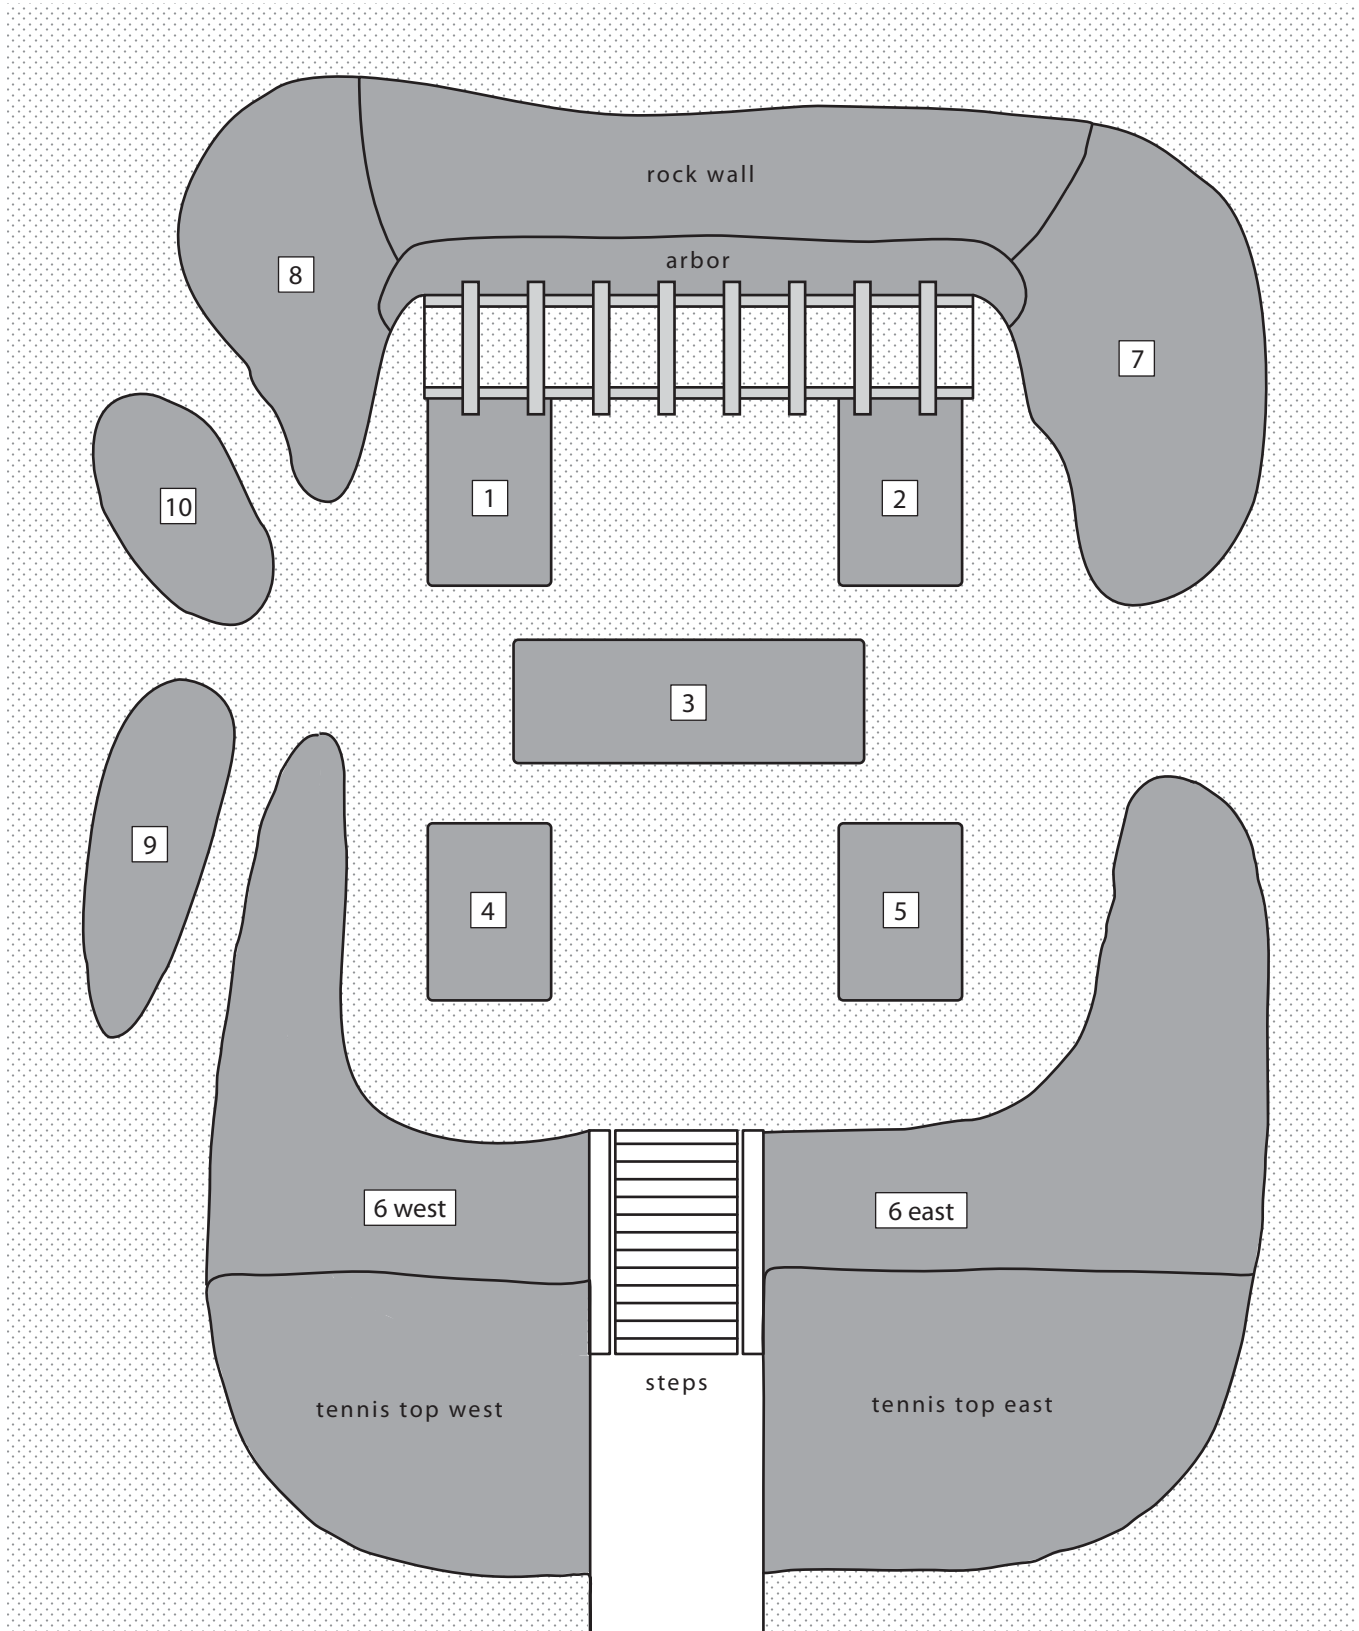 rock wall
arbor
8
7
1
2
10
3
9
4
5
6 west
6 east
steps
tennis top west
tennis top east